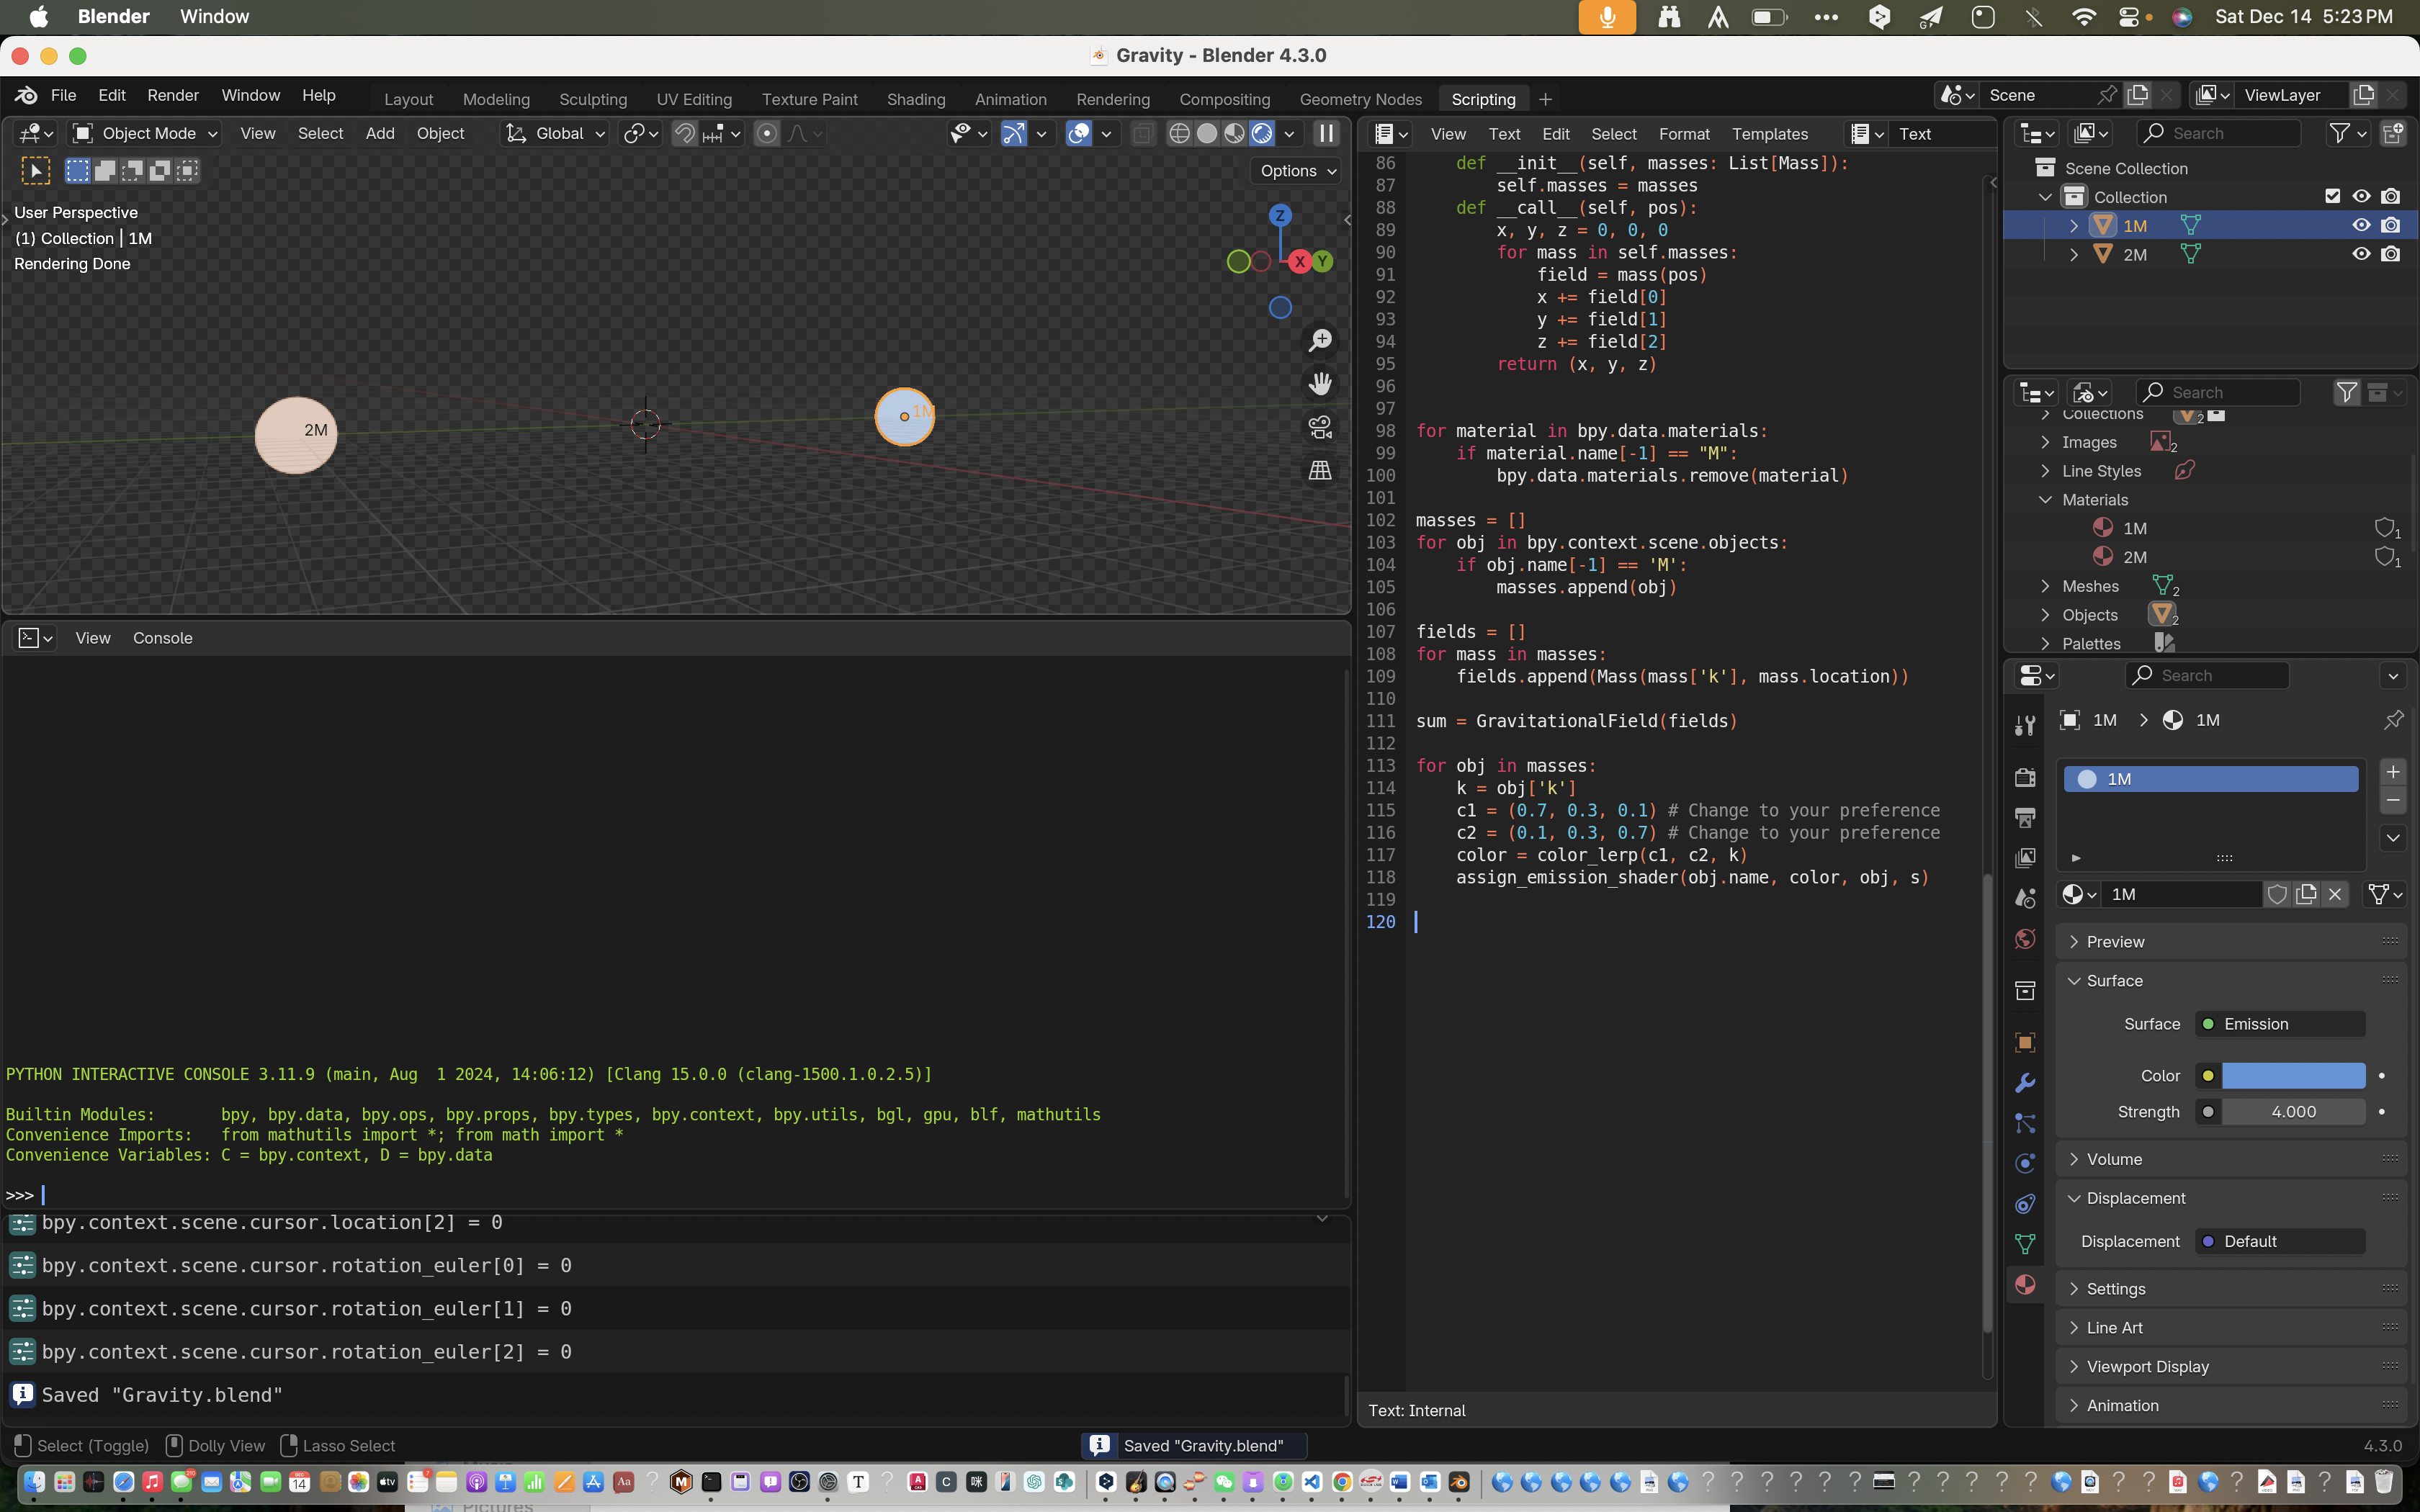 Blender Window
Sat Dec 14 5:23 PM
Gravity - Blender 4.3.0
File Edit Render Window Help
Layout Modeling Sculpting UV Editing Texture Paint Shading Animation Rendering Compositing Geometry Nodes Scripting +
Scene
ViewLayer
Object Mode View Select Add Object Global
Options
User Perspective
(1) Collection | 1M
Rendering Done
Z
X
Y
2M
1M
View Console
PYTHON INTERACTIVE CONSOLE 3.11.9 (main, Aug  1 2024, 14:06:12) [Clang 15.0.0 (clang-1500.1.0.2.5)]
Builtin Modules:       bpy, bpy.data, bpy.ops, bpy.props, bpy.types, bpy.context, bpy.utils, bgl, gpu, blf, mathutils
Convenience Imports:   from mathutils import *; from math import *
Convenience Variables: C = bpy.context, D = bpy.data
>>>
bpy.context.scene.cursor.location[2] = 0
bpy.context.scene.cursor.rotation_euler[0] = 0
bpy.context.scene.cursor.rotation_euler[1] = 0
bpy.context.scene.cursor.rotation_euler[2] = 0
Saved "Gravity.blend"
View Text Edit Select Format Templates Text
86     def __init__(self, masses: List[Mass]):
87         self.masses = masses
88     def __call__(self, pos):
89         x, y, z = 0, 0, 0
90         for mass in self.masses:
91             field = mass(pos)
92             x += field[0]
93             y += field[1]
94             z += field[2]
95         return (x, y, z)
96
97
98 for material in bpy.data.materials:
99     if material.name[-1] == "M":
100         bpy.data.materials.remove(material)
101
102 masses = []
103 for obj in bpy.context.scene.objects:
104     if obj.name[-1] == 'M':
105         masses.append(obj)
106
107 fields = []
108 for mass in masses:
109     fields.append(Mass(mass['k'], mass.location))
110
111 sum = GravitationalField(fields)
112
113 for obj in masses:
114     k = obj['k']
115     c1 = (0.7, 0.3, 0.1) # Change to your preference
116     c2 = (0.1, 0.3, 0.7) # Change to your preference
117     color = color_lerp(c1, c2, k)
118     assign_emission_shader(obj.name, color, obj, s)
119
120
Text: Internal
Search
Scene Collection
Collection
1M
2M
Search
Collections 2
Images 2
Line Styles
Materials
1M 1
2M 1
Meshes 2
Objects 2
Palettes
Search
1M > 1M
1M
1M
Preview
Surface
Surface Emission
Color
Strength 4.000
Volume
Displacement
Displacement Default
Settings
Line Art
Viewport Display
Animation
Select (Toggle) Dolly View Lasso Select
Saved "Gravity.blend"
4.3.0
Pictures